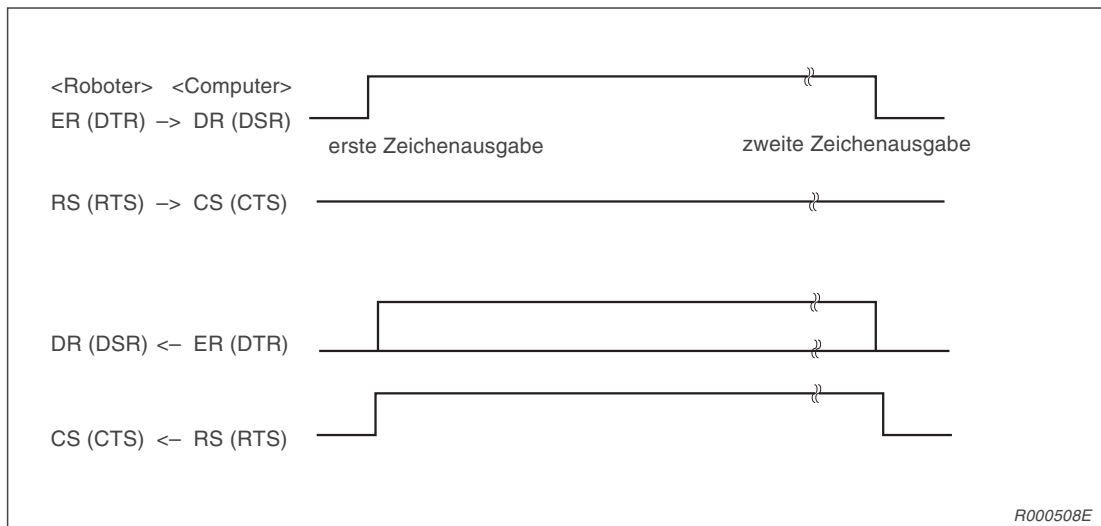 <Roboter> <Computer>
ER (DTR) –> DR (DSR)
erste Zeichenausgabe
zweite Zeichenausgabe
RS (RTS) –> CS (CTS)
DR (DSR) <– ER (DTR)
CS (CTS) <– RS (RTS)
R000508E